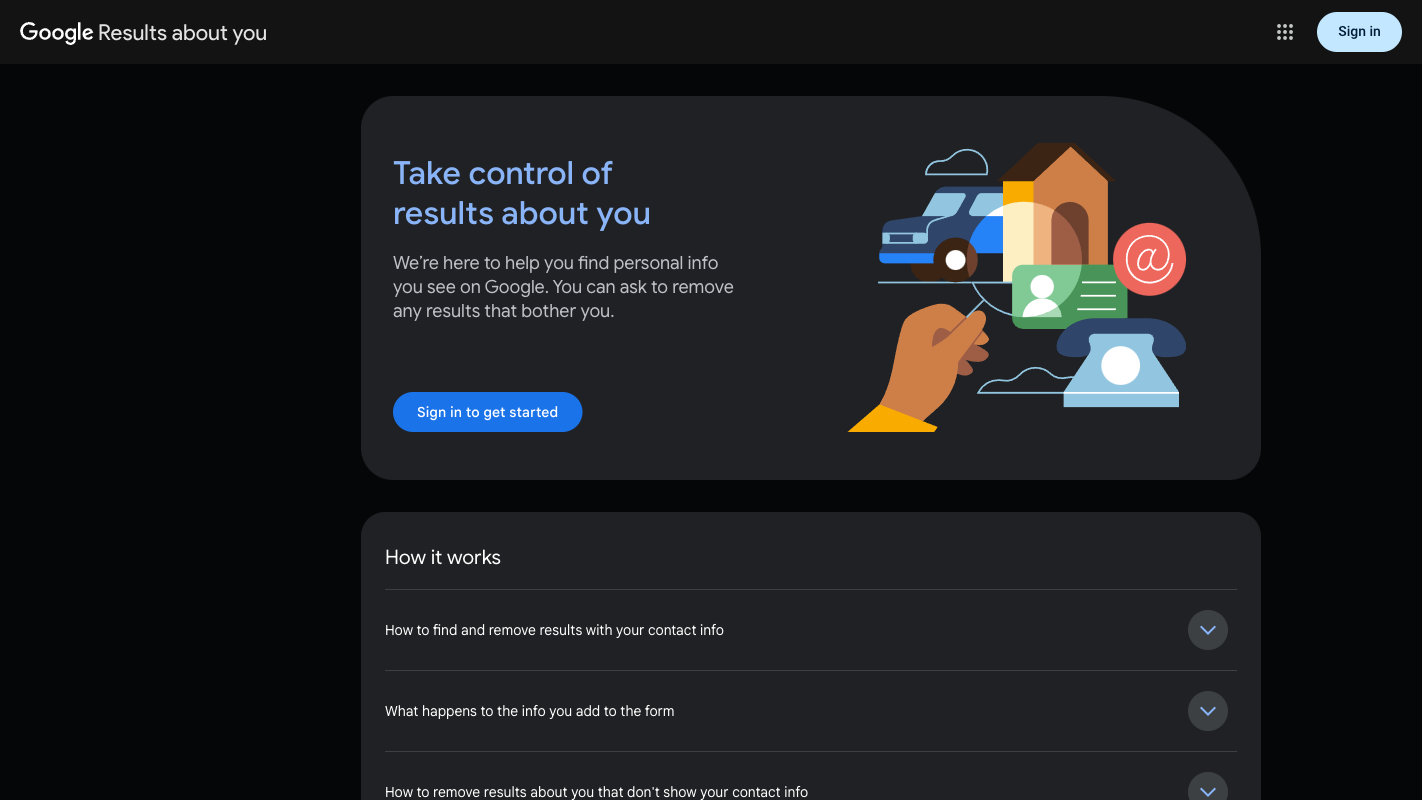 Google Results about you
Sign in
Take control of
results about you
We're here to help you find personal info
you see on Google. You can ask to remove
any results that bother you.
@
Sign in to get started
How it works
How to find and remove results with your contact info
What happens to the info you add to the form
How to remove results about you that don't show your contact info